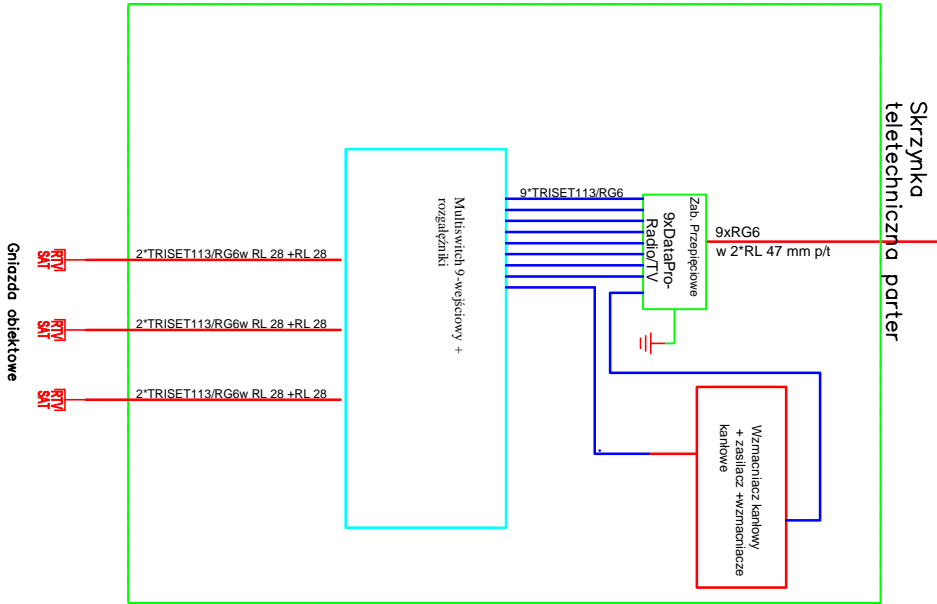 Skrzynka
teletechniczna parter
9xRG6
w 2*RL 47 mm p/t
Zab. Przepięciowe
9xDataPro-
Radio/TV
9*TRISET113/RG6
Multiswitch 9-wejściowy +
rozgałęźniki
Wzmacniacz kanłowy
+ zasilacz +wzmacniacze
kanłowe
2*TRISET113/RG6w RL 28 +RL 28
RTV
SAT
2*TRISET113/RG6w RL 28 +RL 28
RTV
SAT
2*TRISET113/RG6w RL 28 +RL 28
RTV
SAT
Gniazda obiektowe